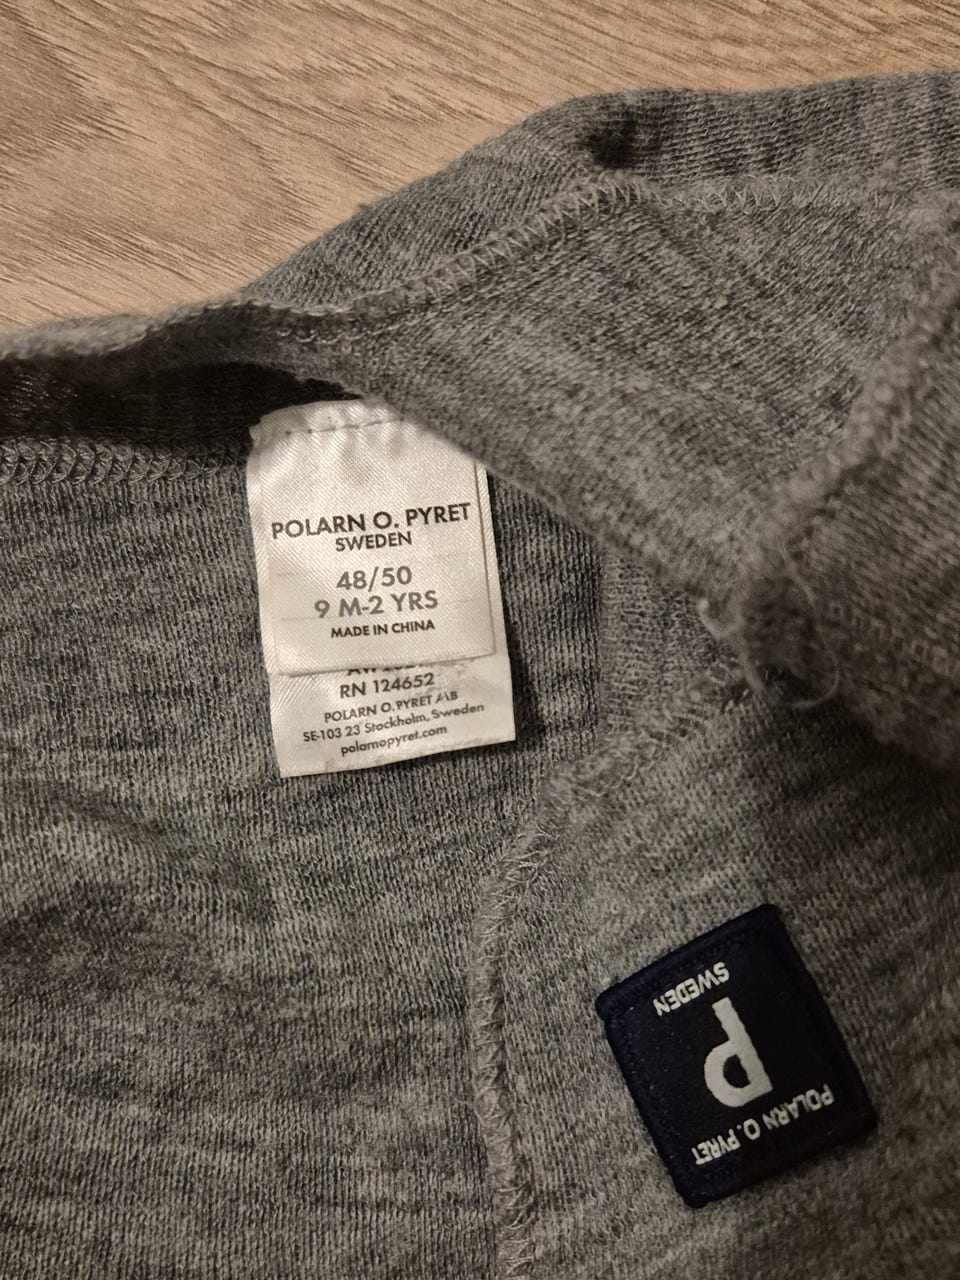 POLARN O. PYRET
SWEDEN
48/50
9 M-2 YRS
MADE IN CHINA
RN 124652
POLARN O. PYRET AB
SE-103 23 Stockholm, Sweden
polarnopyret.com
POLARN O. PYRET
P
SWEDEN